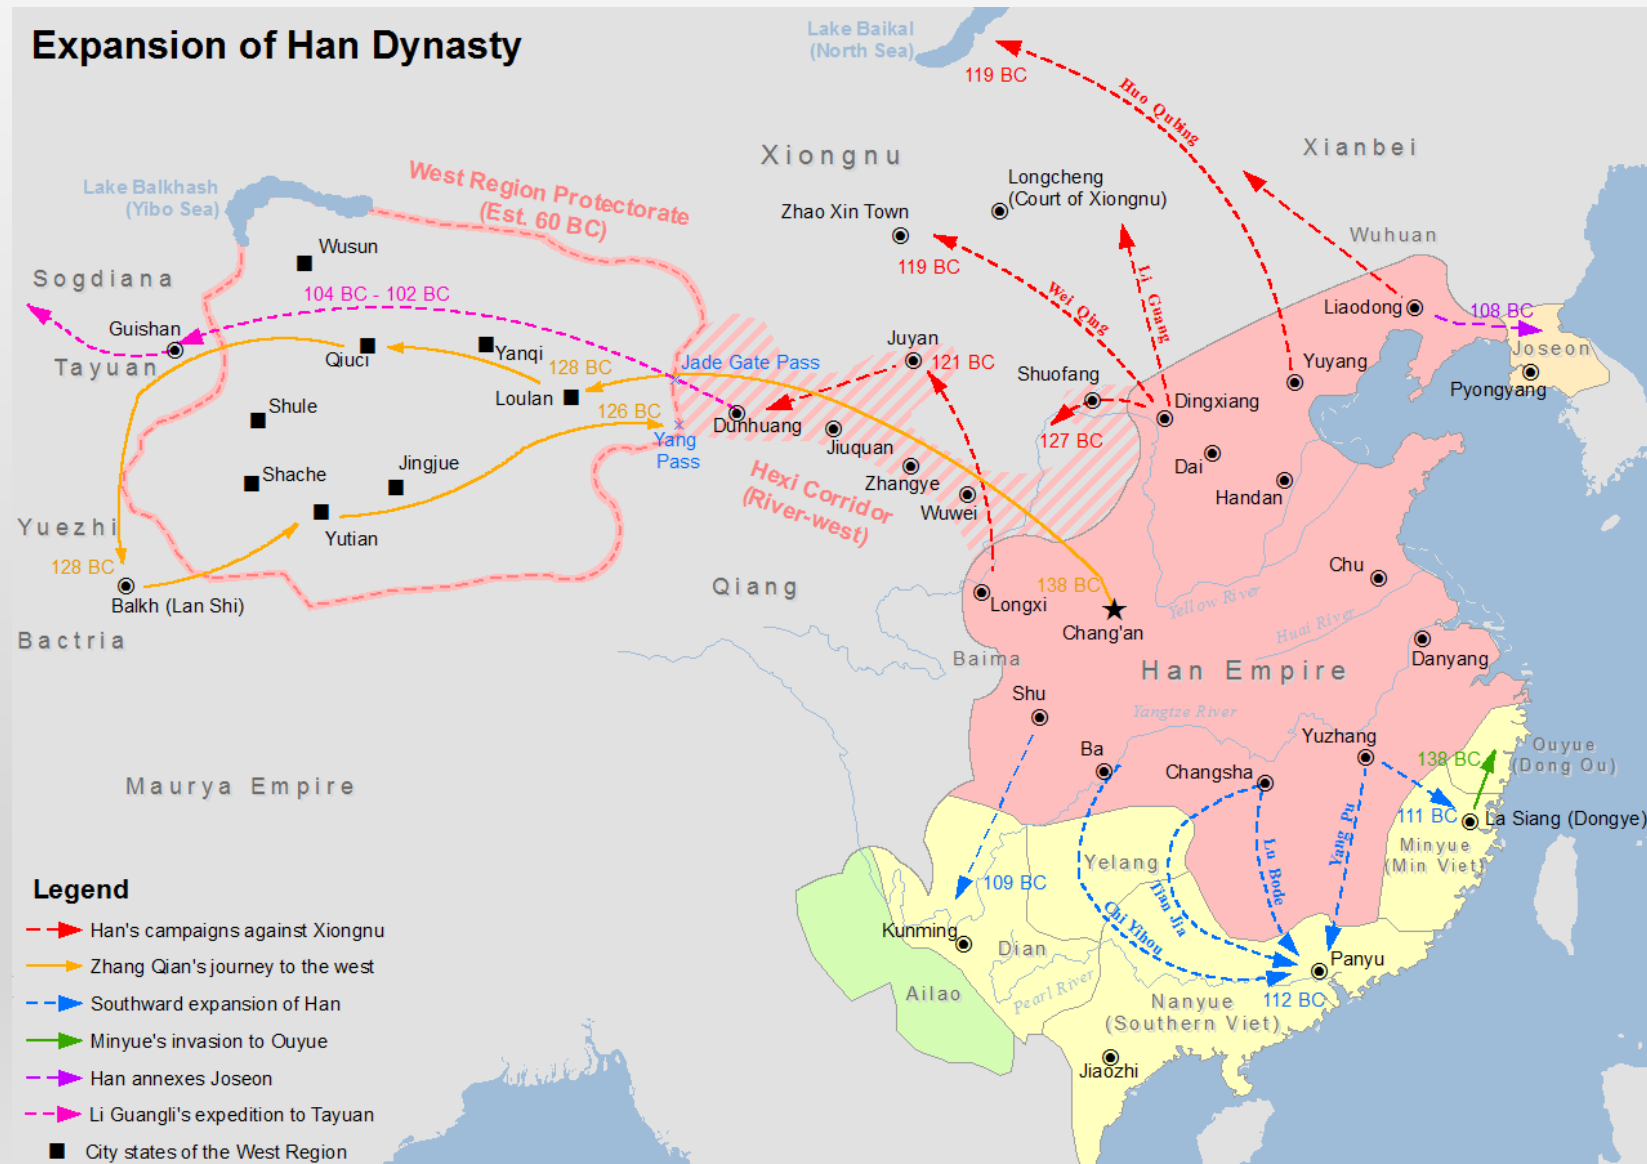 Expansion of Han Dynasty
Lake Baikal
(North Sea)
119 BC
Huo Qubing
Xianbei
Xiongnu
West Region Protectorate
(Est. 60 BC)
Lake Balkhash
(Yibo Sea)
Longcheng
(Court of Xiongnu)
Zhao Xin Town
119 BC
Wuhuan
Wusun
Sogdiana
104 BC - 102 BC
Wei Qing
Li Guang
Liaodong
108 BC
Guishan
Tayuan
Qiuci
Yanqi
128 BC
Loulan
Jade Gate Pass
Juyan
121 BC
Shuofang
Yuyang
Joseon
Pyongyang
Shule
126 BC
Yang
Pass
Dunhuang
Jiuquan
127 BC
Dingxiang
Dai
Handan
Shache
Jingjue
Zhangye
Wuwei
Hexi Corridor
(River-west)
Yuezhi
Yutian
128 BC
Balkh (Lan Shi)
Bactria
Qiang
138 BC
Longxi
Chang'an
Chu
Yellow River
Huai River
Baima
Han Empire
Danyang
Shu
Yangtze River
Ba
Changsha
Yuzhang
138 BC
Ouyue
(Dong Ou)
Maurya Empire
111 BC
La Siang (Dongye)
Minyue
(Min Viet)
Yang Pu
Lu Bode
Tian Jia
Chi Yihou
Yelang
109 BC
Kunming
Dian
Ailao
Pearl River
Panyu
112 BC
Nanyue
(Southern Viet)
Jiaozhi
Legend
Han's campaigns against Xiongnu
Zhang Qian's journey to the west
Southward expansion of Han
Minyue's invasion to Ouyue
Han annexes Joseon
Li Guangli's expedition to Tayuan
City states of the West Region